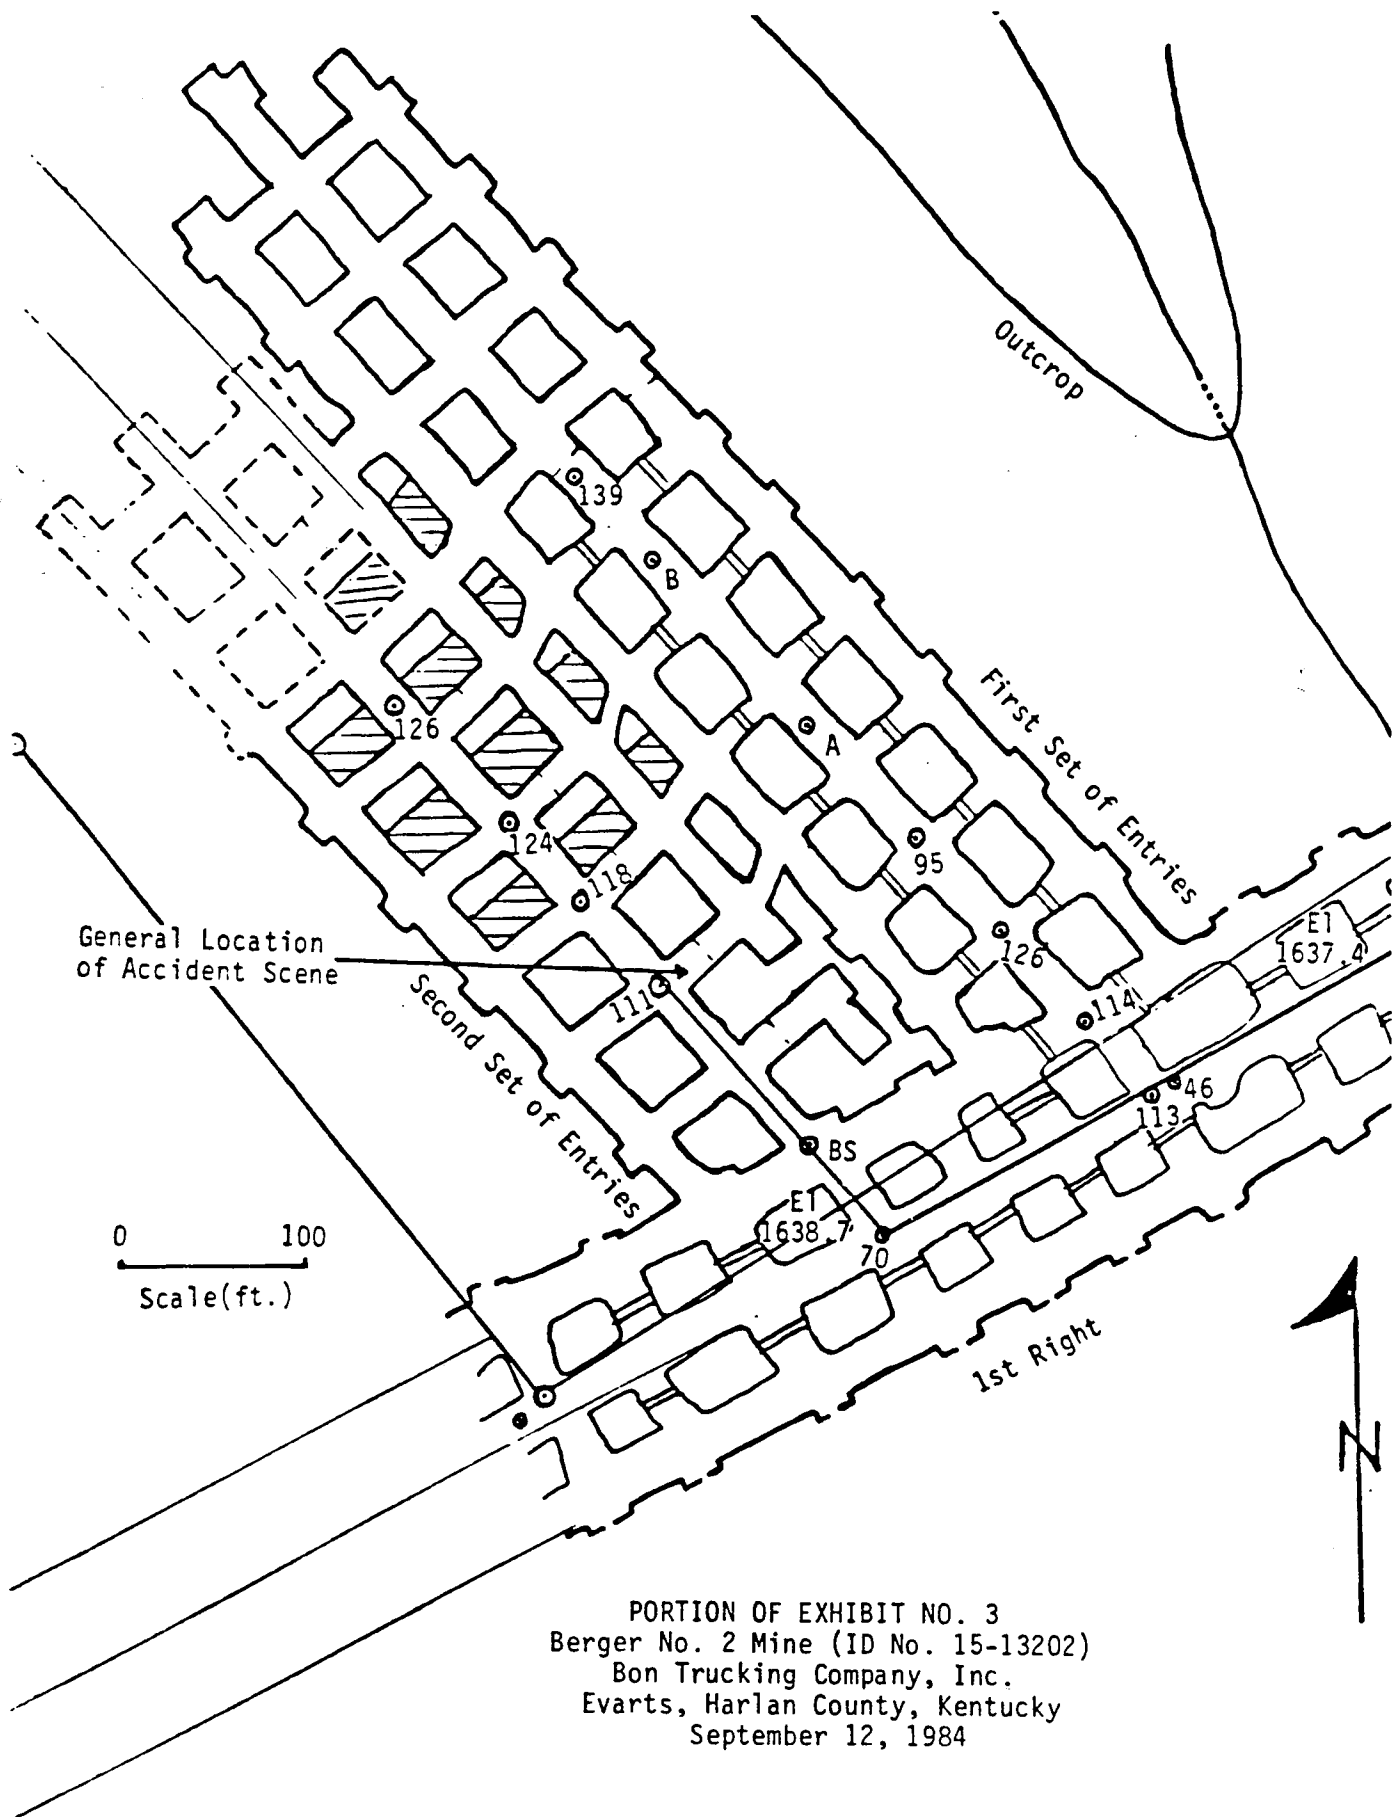 Outcrop
139
B
First Set of Entries
126
A
124
118
95
El
1637.4
General Location
of Accident Scene
126
111
114
Second Set of Entries
46
113
BS
El
1638.7
70
0 100
Scale(ft.)
1st Right
N
PORTION OF EXHIBIT NO. 3
Berger No. 2 Mine (ID No. 15-13202)
Bon Trucking Company, Inc.
Evarts, Harlan County, Kentucky
September 12, 1984